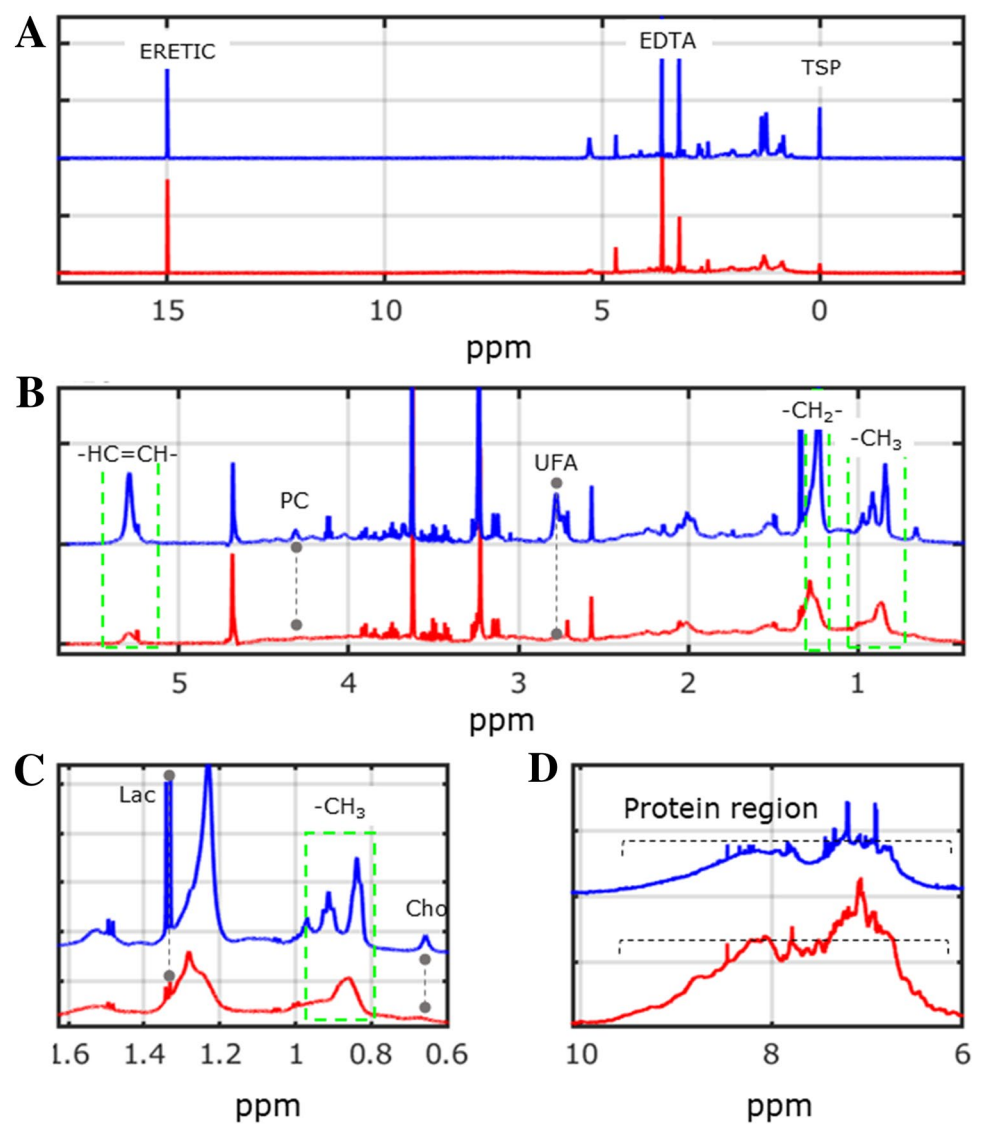 A
ERETIC
EDTA
TSP
15 10 5 0
ppm
B
-HC=CH-
PC
UFA
-CH₂-
-CH₃
5 4 3 2 1
ppm
C
Lac
-CH₃
Cho
1.6 1.4 1.2 1 0.8 0.6
ppm
D
Protein region
10 8 6
ppm